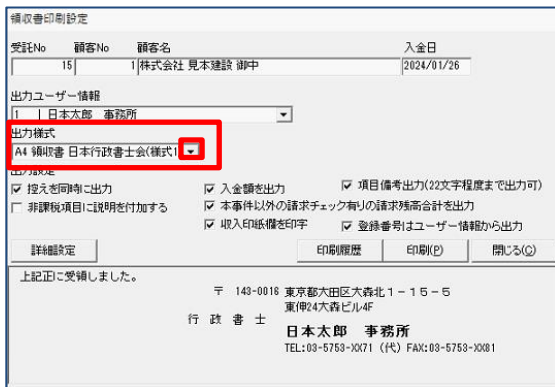 領収書印刷設定
受託No 顧客No 顧客名 入金日
15 1 株式会社 見本建設 御中 2024/01/26
出力ユーザー情報
1 | 日本太郎 事務所
出力様式
A4 領収書 日本行政書士会(様式1
出力設定
控えを同時に出力 入金額を出力 項目備考出力(22文字程度まで出力可)
非課税項目に説明を付加する 本事件以外の請求チェック有りの請求残高合計を出力
収入印紙欄を印字 登録番号はユーザー情報から出力
詳細設定 印刷履歴 印刷(P) 閉じる(C)
上記正に受領しました。
〒 143-0016 東京都大田区大森北1-15-5
東伸24大森ビル4F
行 政 書 士
日本太郎 事務所
TEL:03-5753-XX71 (代) FAX:03-5753-XX81